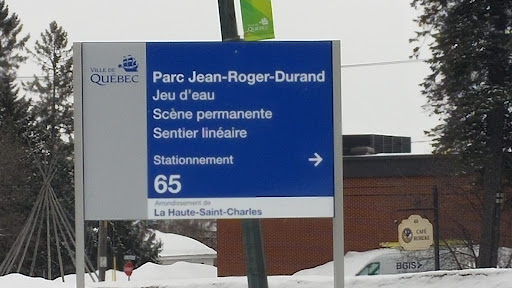 VILLE DE
QUÉBEC
Parc Jean-Roger-Durand
Jeu d'eau
Scène permanente
Sentier linéaire
Stationnement
65
Arrondissement de
La Haute-Saint-Charles
CAFÉ
BGIS